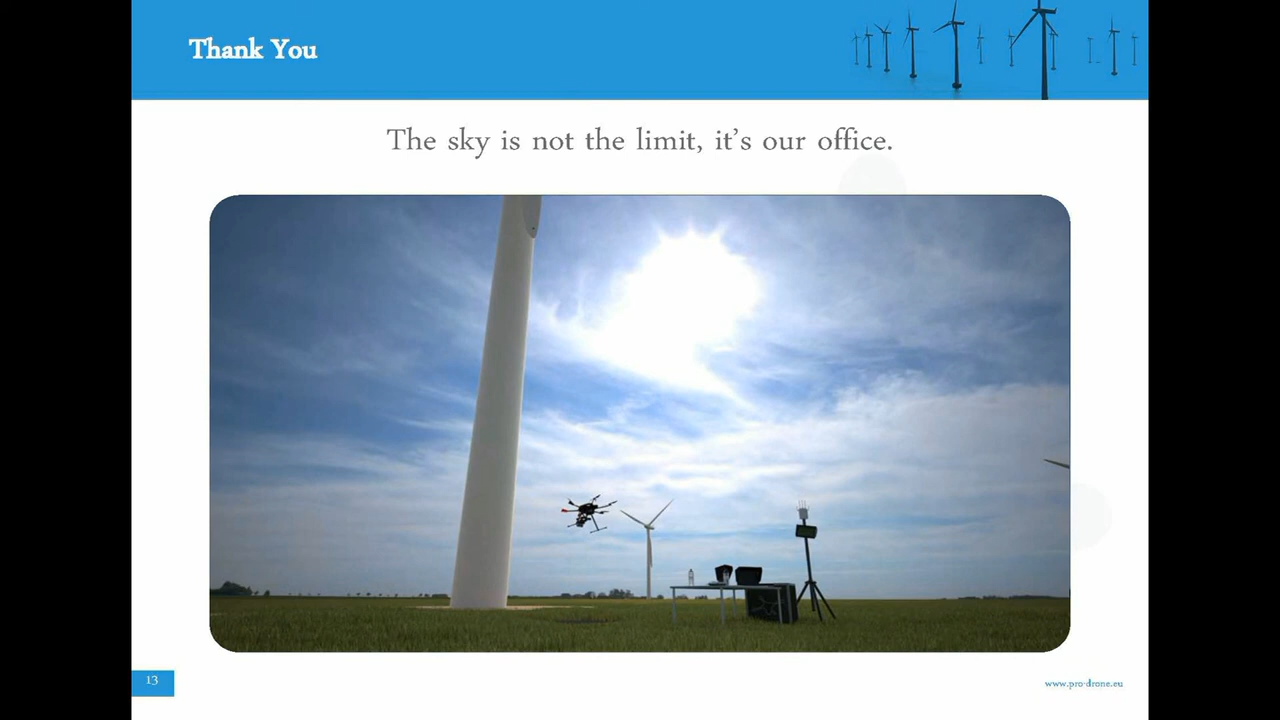 Thank You
The sky is not the limit, it's our office.
13
www.pro-drone.eu